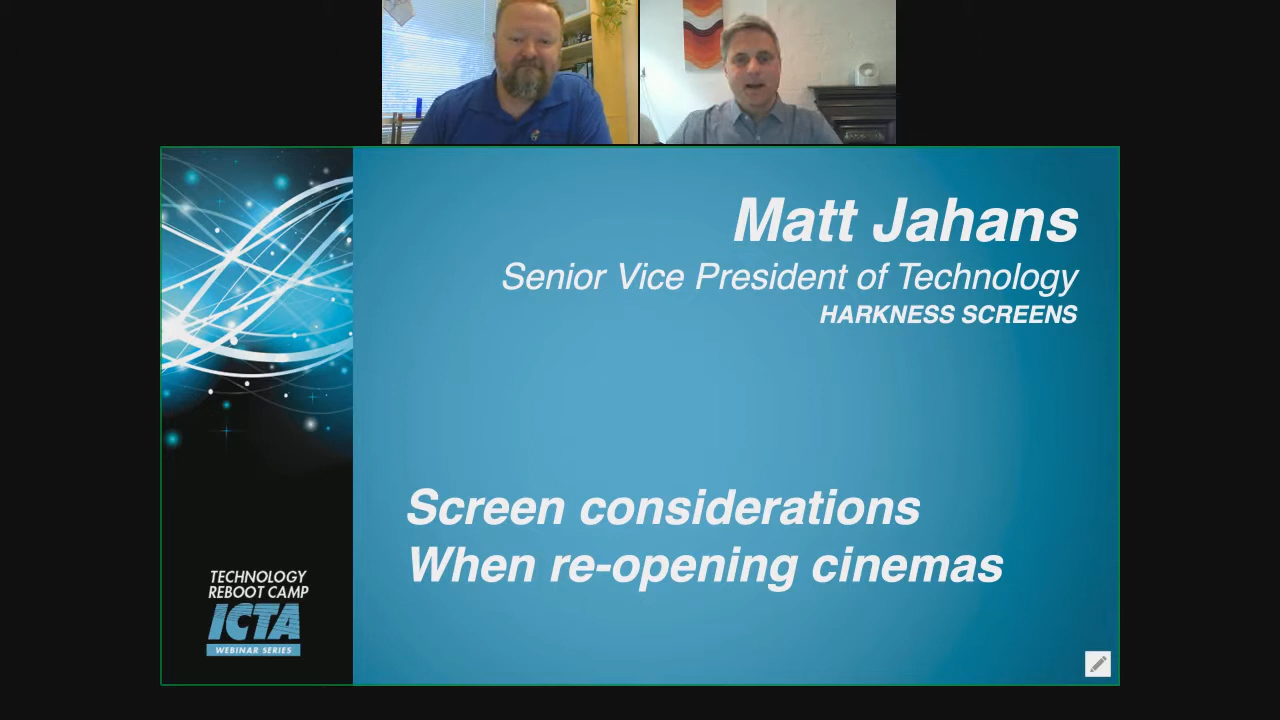 Matt Jahans
Senior Vice President of Technology
HARKNESS SCREENS
Screen considerations
When re-opening cinemas
TECHNOLOGY
REBOOT CAMP
ICTA
WEBINAR SERIES